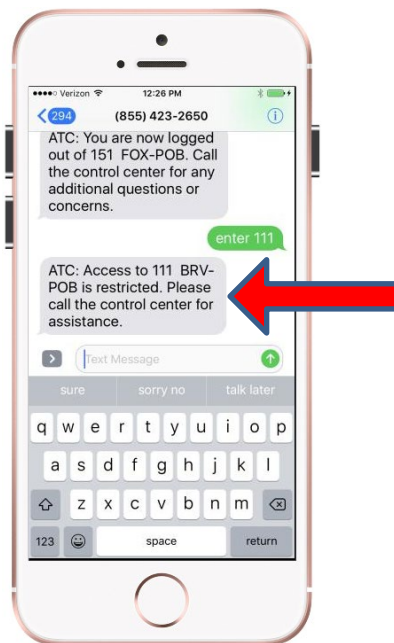 Verizon 12:26 PM
294 (855) 423-2650
ATC: You are now logged
out of 151 FOX-POB. Call
the control center for any
additional questions or
concerns.
enter 111
ATC: Access to 111 BRV-
POB is restricted. Please
call the control center for
assistance.
Text Message
sure sorry no talk later
q w e r t y u i o p
a s d f g h j k l
z x c v b n m
123 space return